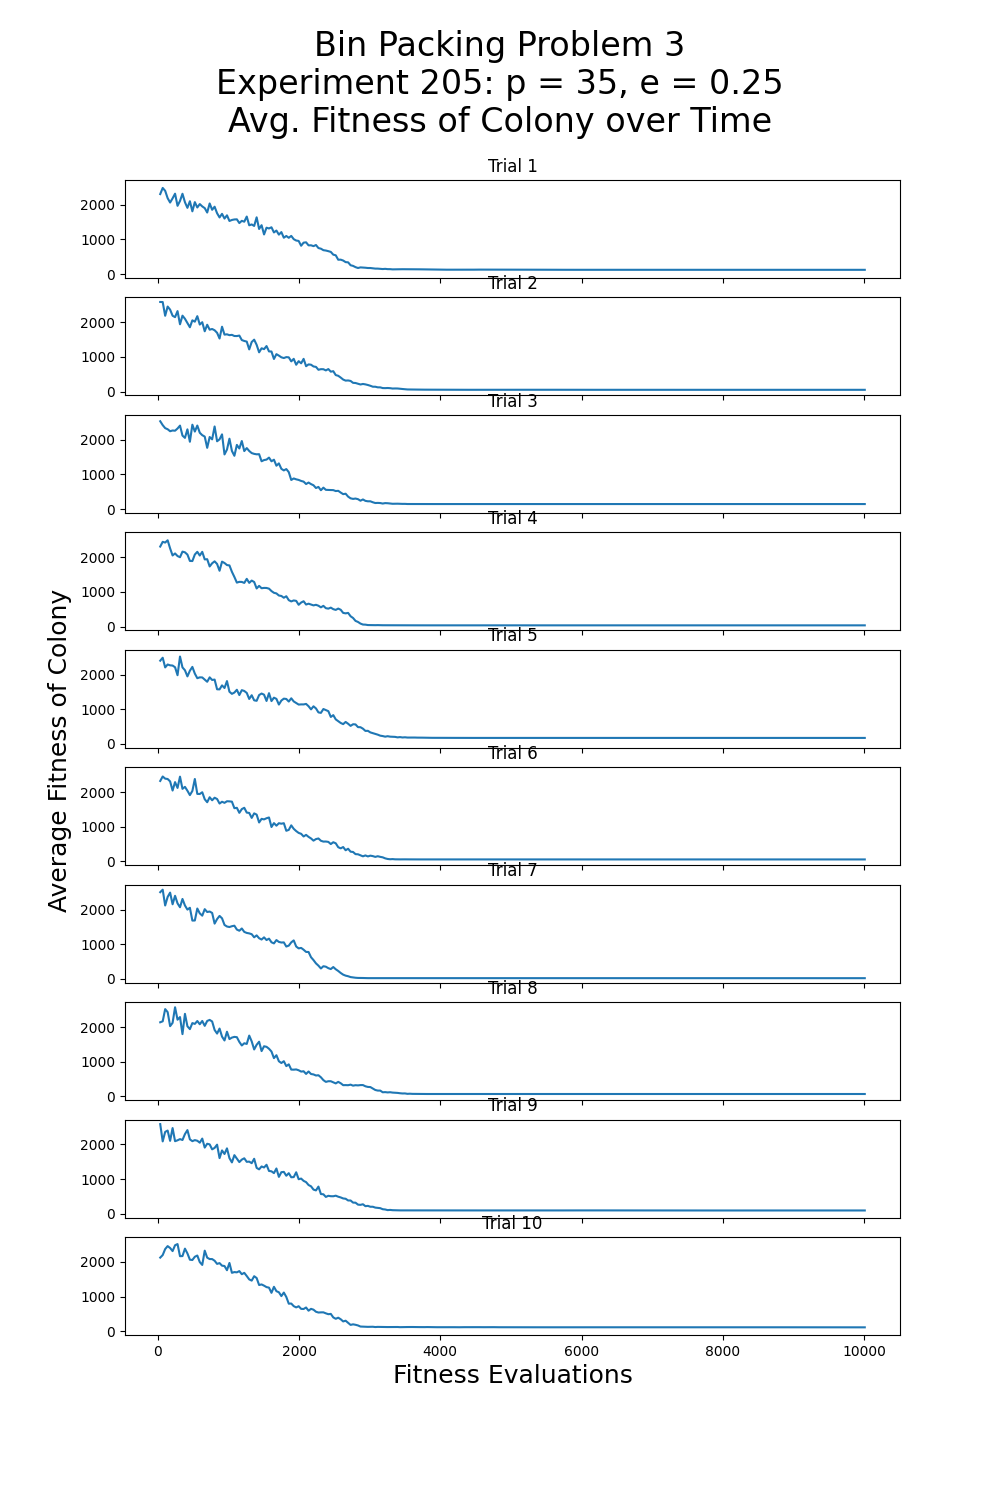 Bin Packing Problem 3
Experiment 205: p = 35, e = 0.25
Avg. Fitness of Colony over Time
Trial 1
2000
1000
0
Trial 2
2000
1000
0
Trial 3
2000
1000
0
Trial 4
2000
1000
0
Trial 5
2000
1000
0
Trial 6
2000
1000
0
Trial 7
2000
1000
0
Trial 8
2000
1000
0
Trial 9
2000
1000
0
Trial 10
2000
1000
0
0 2000 4000 6000 8000 10000
Fitness Evaluations
Average Fitness of Colony